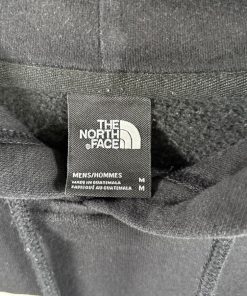 THE
NORTH
FACE
MENS/HOMMES M
MADE IN GUATEMALA M
FABRIQUÉ AU GUATEMALA